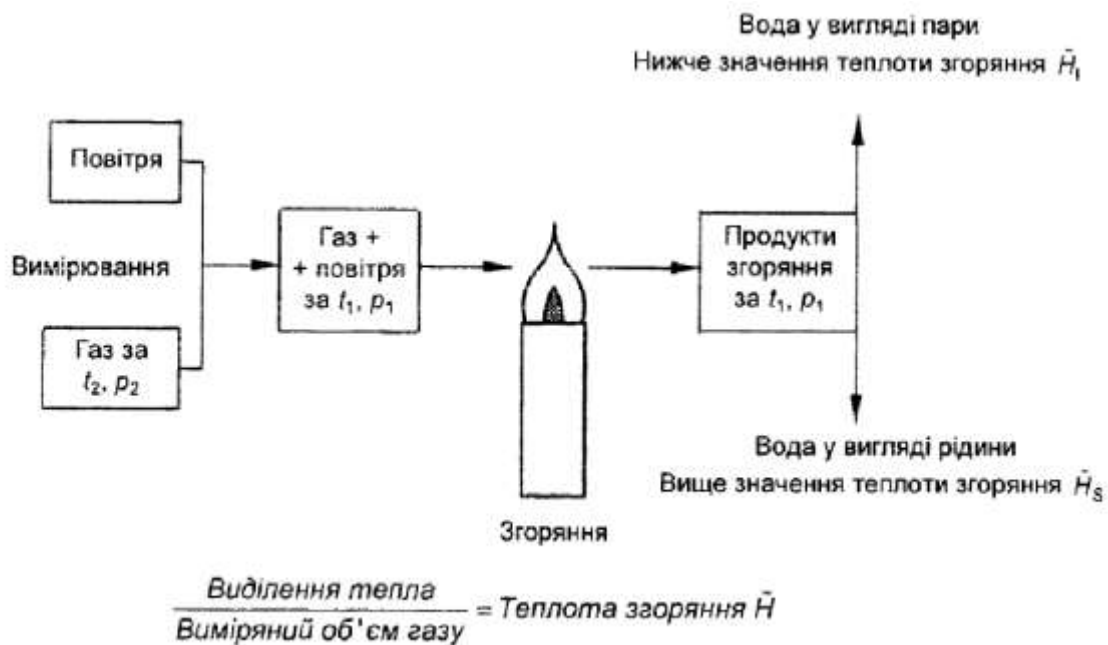 Вода у вигляді пари
Нижче значення теплоти згоряння H̃ᵢ
Повітря
Вимірювання
Газ за
t₂, p₂
Газ +
+ повітря
за t₁, p₁
Згоряння
Продукти
згоряння
за t₁, p₁
Вода у вигляді рідини
Вище значення теплоти згоряння H̃ₛ
Виділення тепла
Виміряний об'єм газу
= Теплота згоряння H̃